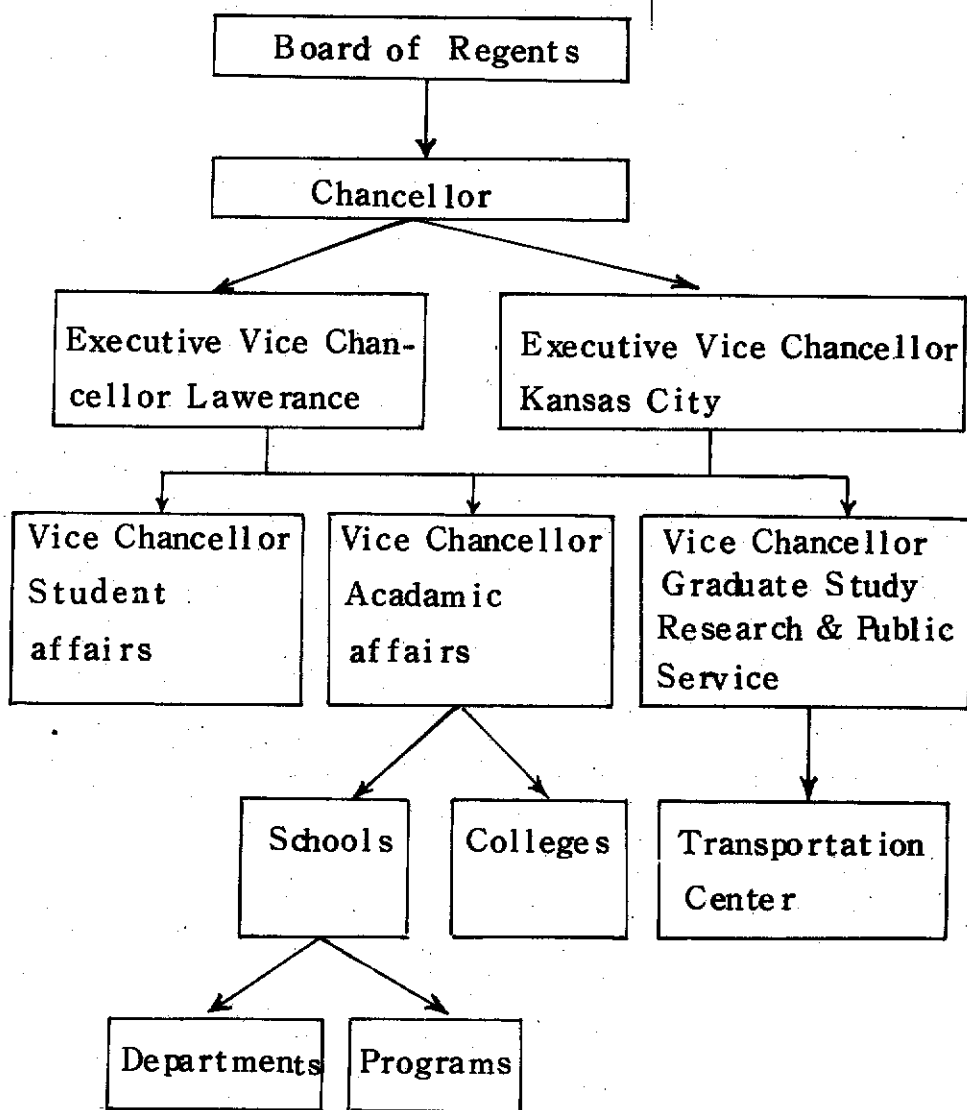 Board of Regents
Chancellor
Executive Vice Chan-
cellor Lawerance
Executive Vice Chancellor
Kansas City
Vice Chancellor
Student
affairs
Vice Chancellor
Acadamic
affairs
Vice Chancellor
Graduate Study
Research & Public
Service
Schools
Colleges
Transportation
Center
Departments
Programs